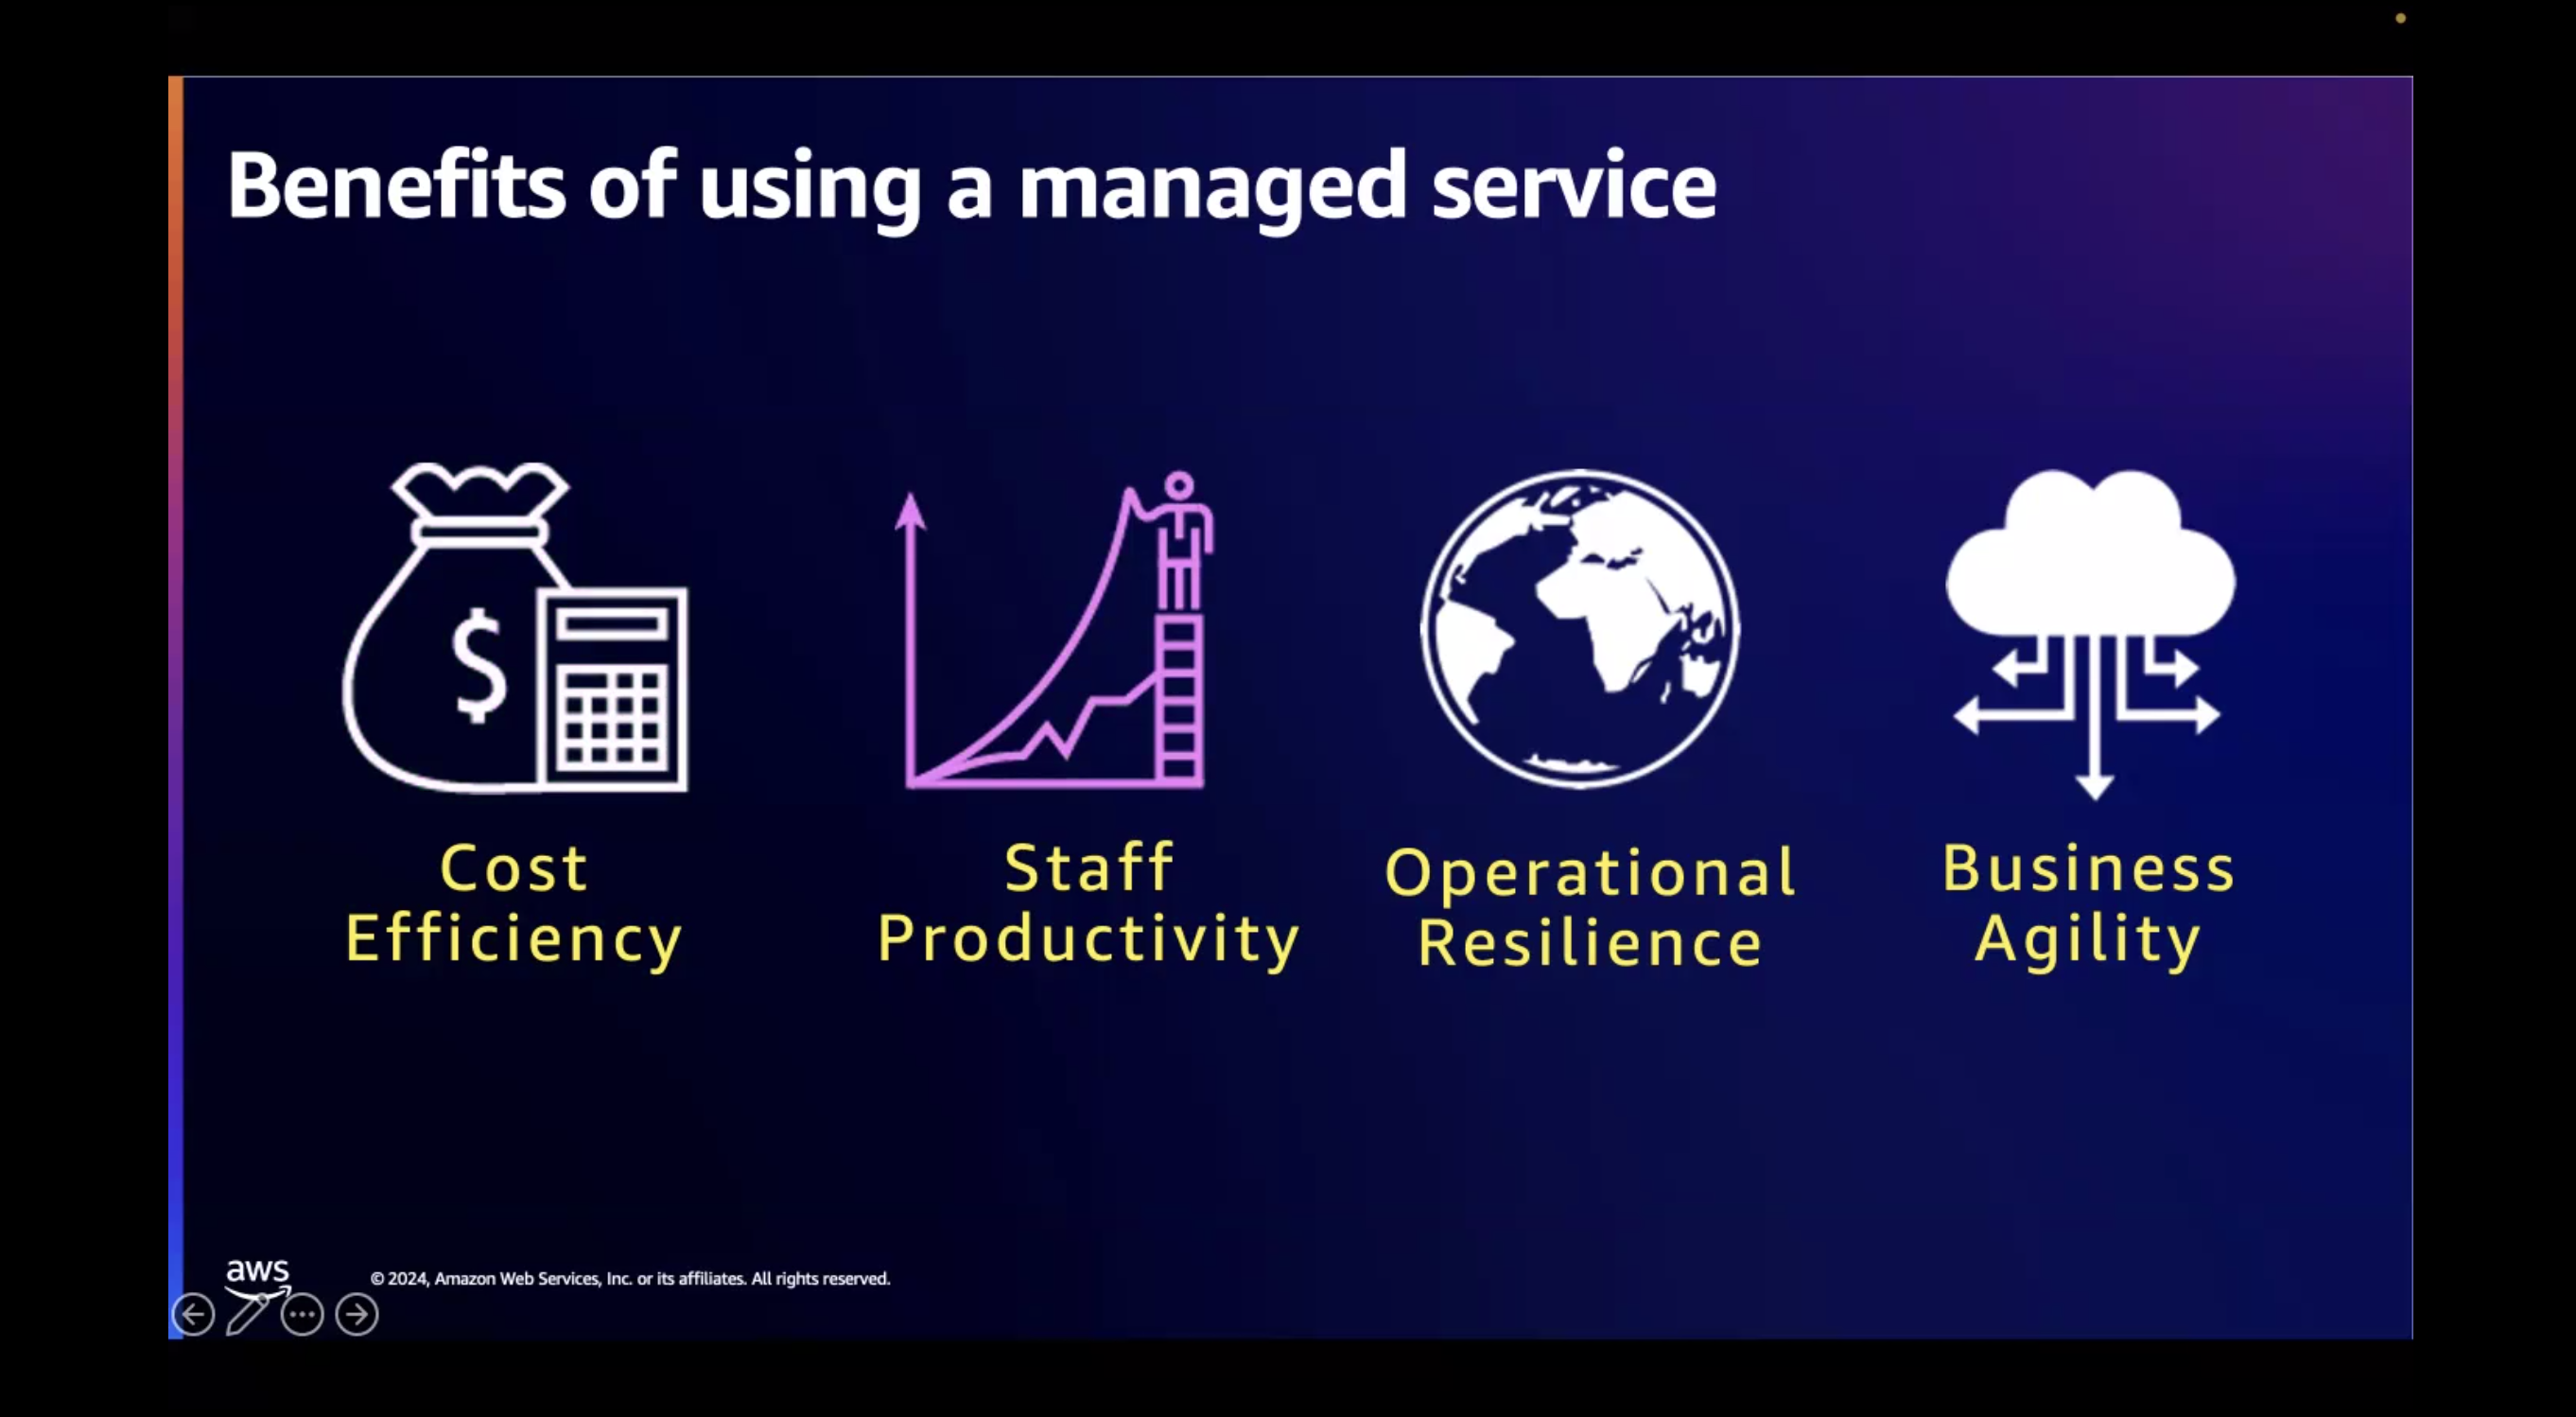 Benefits of using a managed service
$
Cost
Efficiency
Staff
Productivity
Operational
Resilience
Business
Agility
aws
© 2024, Amazon Web Services, Inc. or its affiliates. All rights reserved.